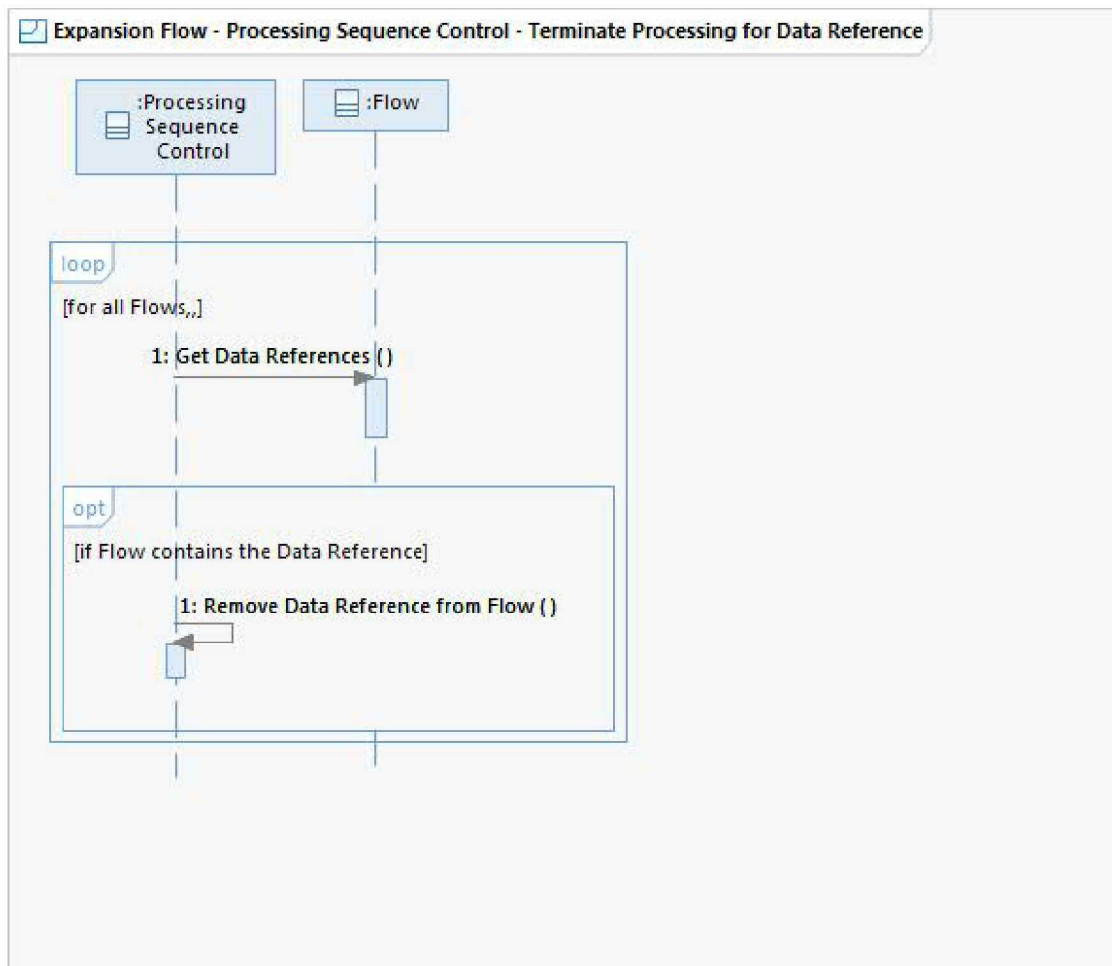 Expansion Flow - Processing Sequence Control - Terminate Processing for Data Reference
:Processing
Sequence
Control
:Flow
loop
[for all Flows,,]
1: Get Data References ( )
opt
[if Flow contains the Data Reference]
1: Remove Data Reference from Flow ( )